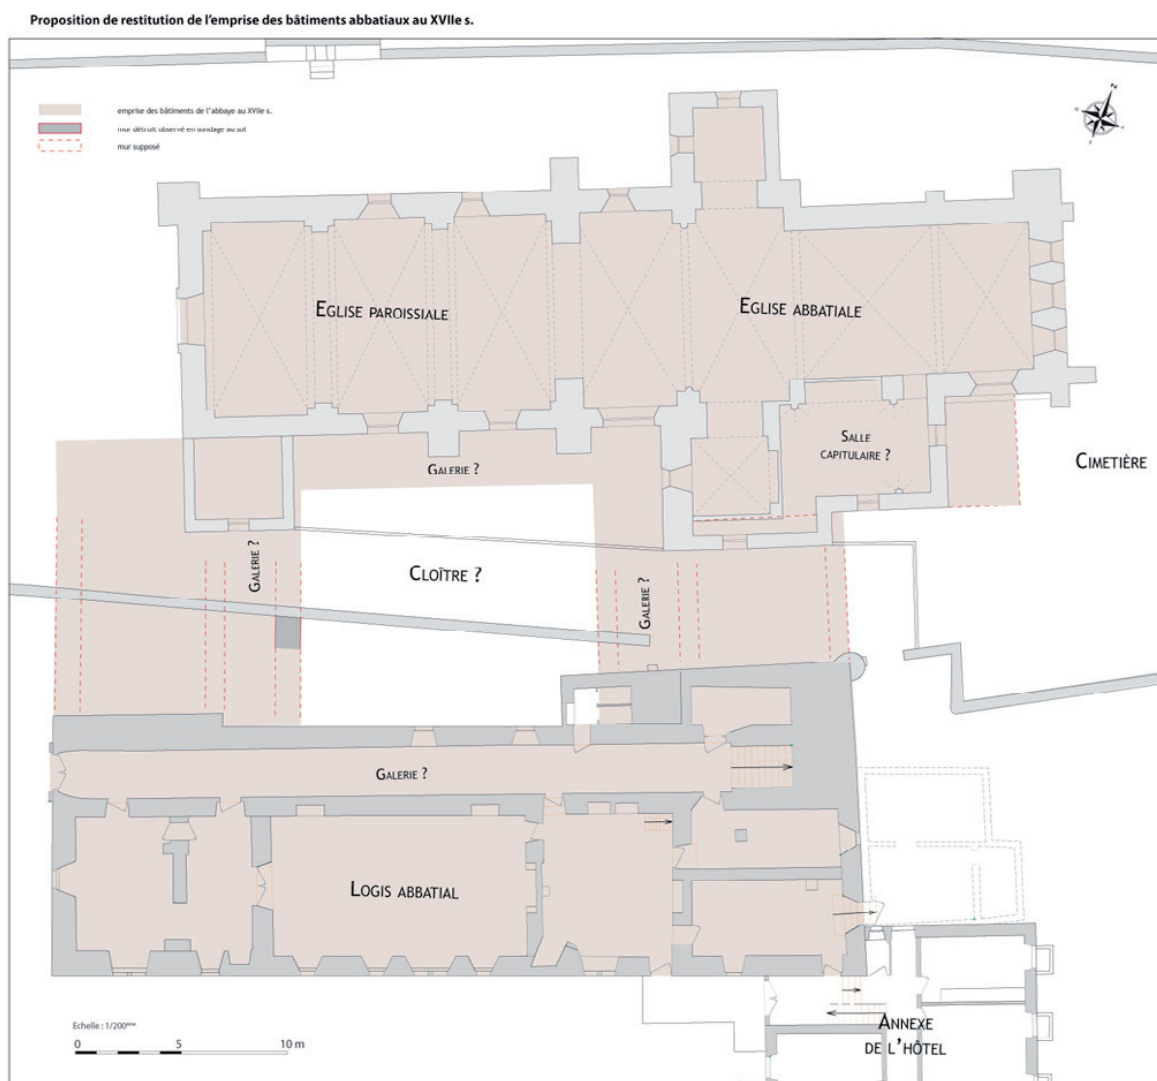 Proposition de restitution de l'emprise des bâtiments abbatiaux au XVIIe s.
emprise des bâtiments de l'abbaye au XVIIe s.
mur détruit observé en sondage au sol
mur supposé
N
EGLISE PAROISSIALE
EGLISE ABBATIALE
SALLE
CAPITULAIRE ?
CIMETIÈRE
GALERIE ?
GALERIE ?
CLOÎTRE ?
GALERIE ?
GALERIE ?
LOGIS ABBATIAL
ANNEXE
DE L'HÔTEL
Echelle : 1/200ème
0 5 10 m